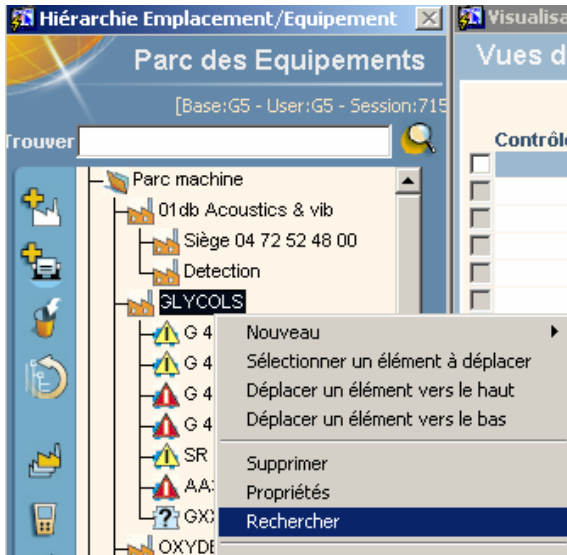 Hiérarchie Emplacement/Equipement
Visualisa
Parc des Equipements
Vues d
[Base:G5 - User:G5 - Session:715
Trouver
Contrôle
Parc machine
01db Acoustics & vib
Siège 04 72 52 48 00
Detection
GLYCOLS
G 4
G 4
G 4
G 4
SR
AA
GX
OXYDE
Nouveau
Sélectionner un élément à déplacer
Déplacer un élément vers le haut
Déplacer un élément vers le bas
Supprimer
Propriétés
Rechercher